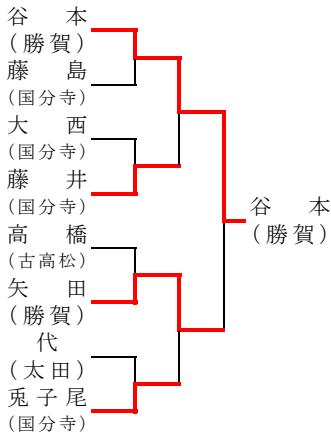 谷本
(勝賀)
藤島
(国分寺)
大西
(国分寺)
藤井
(国分寺)
高橋
(古高松)
矢田
(勝賀)
代
(太田)
兎子尾
(国分寺)
谷本
(勝賀)